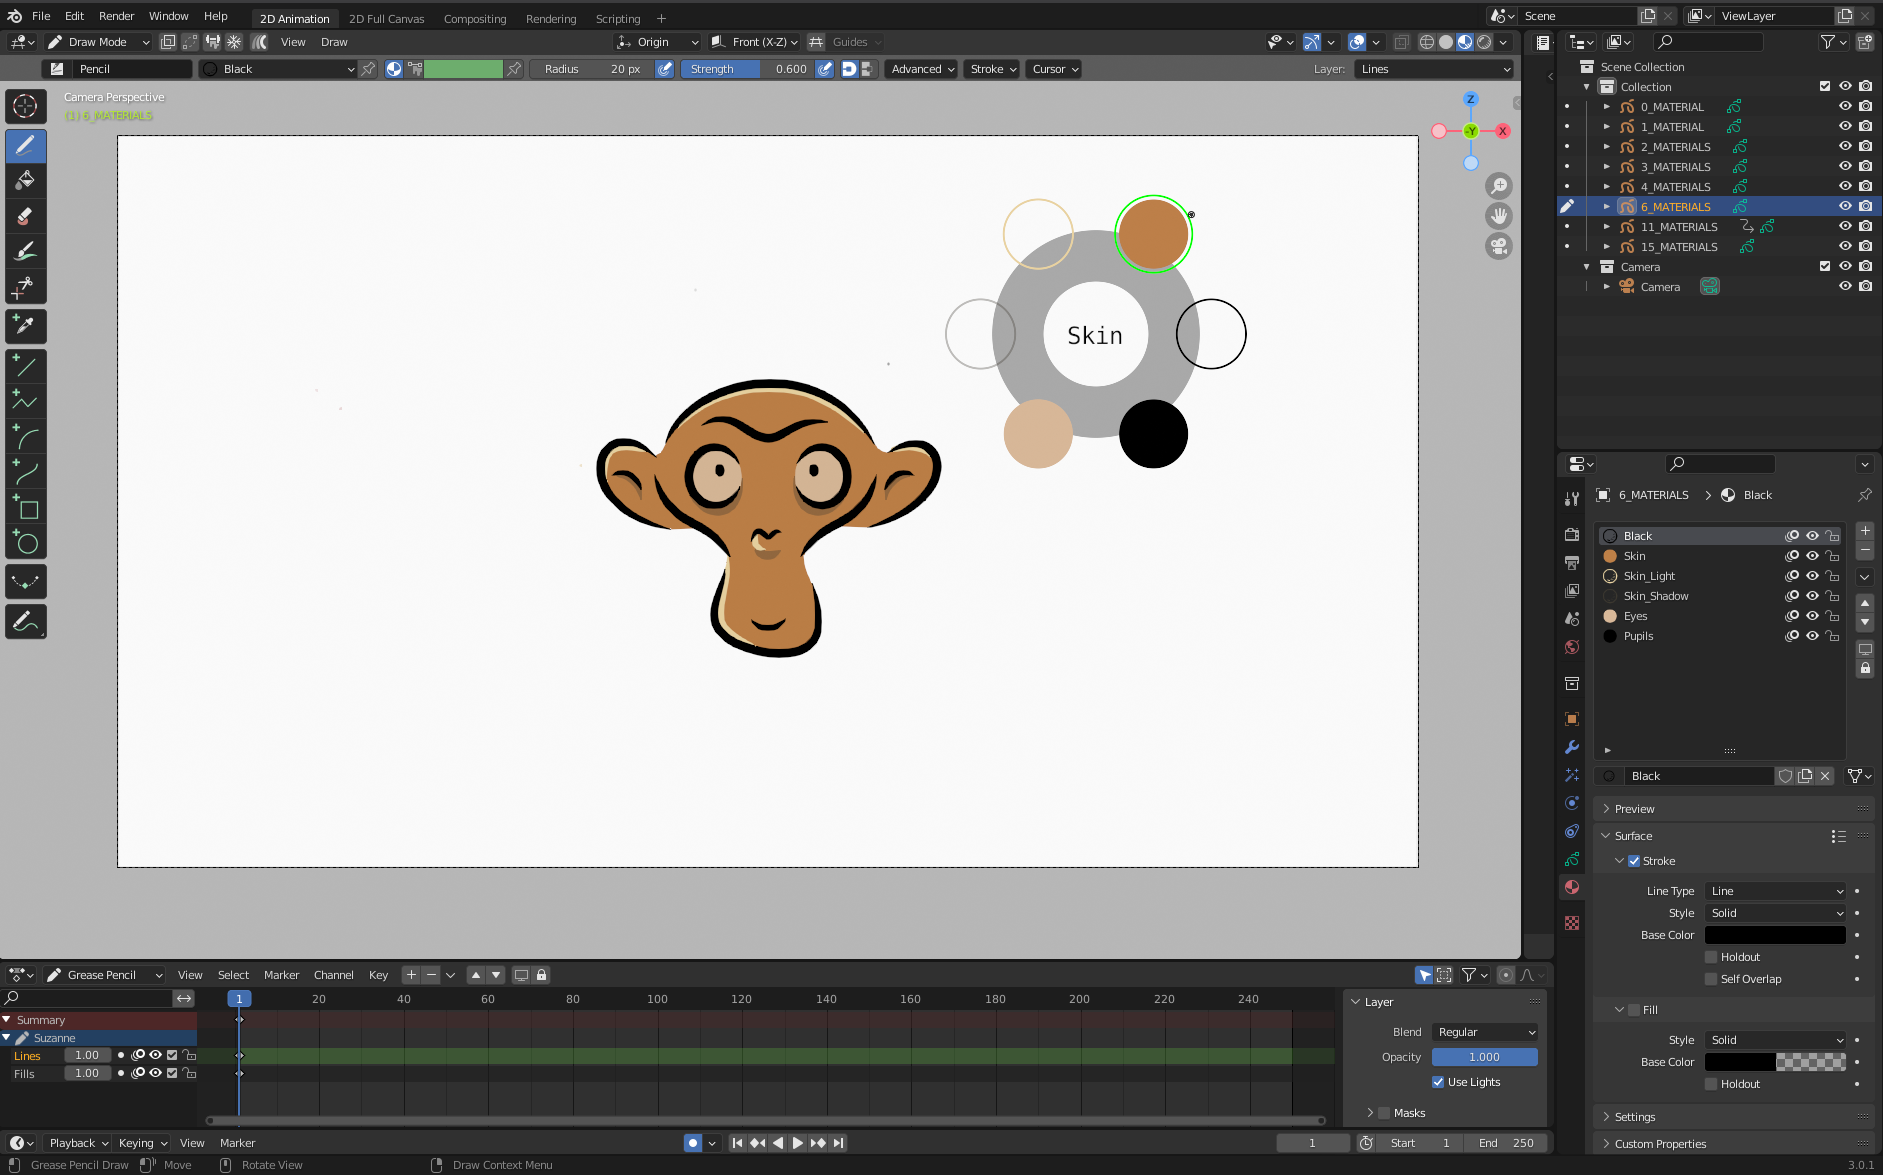 File Edit Render Window Help 2D Animation 2D Full Canvas Compositing Rendering Scripting + Scene ViewLayer
Draw Mode View Draw Origin Front (X-Z) Guides
Pencil Black Radius 20 px Strength 0.600 Advanced Stroke Cursor Layer: Lines
Camera Perspective
(1) 6_MATERIALS
Z
-Y X
Skin
Scene Collection
Collection
0_MATERIAL
1_MATERIAL
2_MATERIALS
3_MATERIALS
4_MATERIALS
6_MATERIALS
11_MATERIALS
15_MATERIALS
Camera
Camera
6_MATERIALS > Black
Black
Skin
Skin_Light
Skin_Shadow
Eyes
Pupils
Black
Preview
Surface
Stroke
Line Type Line
Style Solid
Base Color
Holdout
Self Overlap
Fill
Style Solid
Base Color
Holdout
Settings
Custom Properties
Grease Pencil View Select Marker Channel Key
1 20 40 60 80 100 120 140 160 180 200 220 240
Summary
Suzanne
Lines 1.00
Fills 1.00
Layer
Blend Regular
Opacity 1.000
Use Lights
Masks
Playback Keying View Marker 1 Start 1 End 250
Grease Pencil Draw Move Rotate View Draw Context Menu 3.0.1